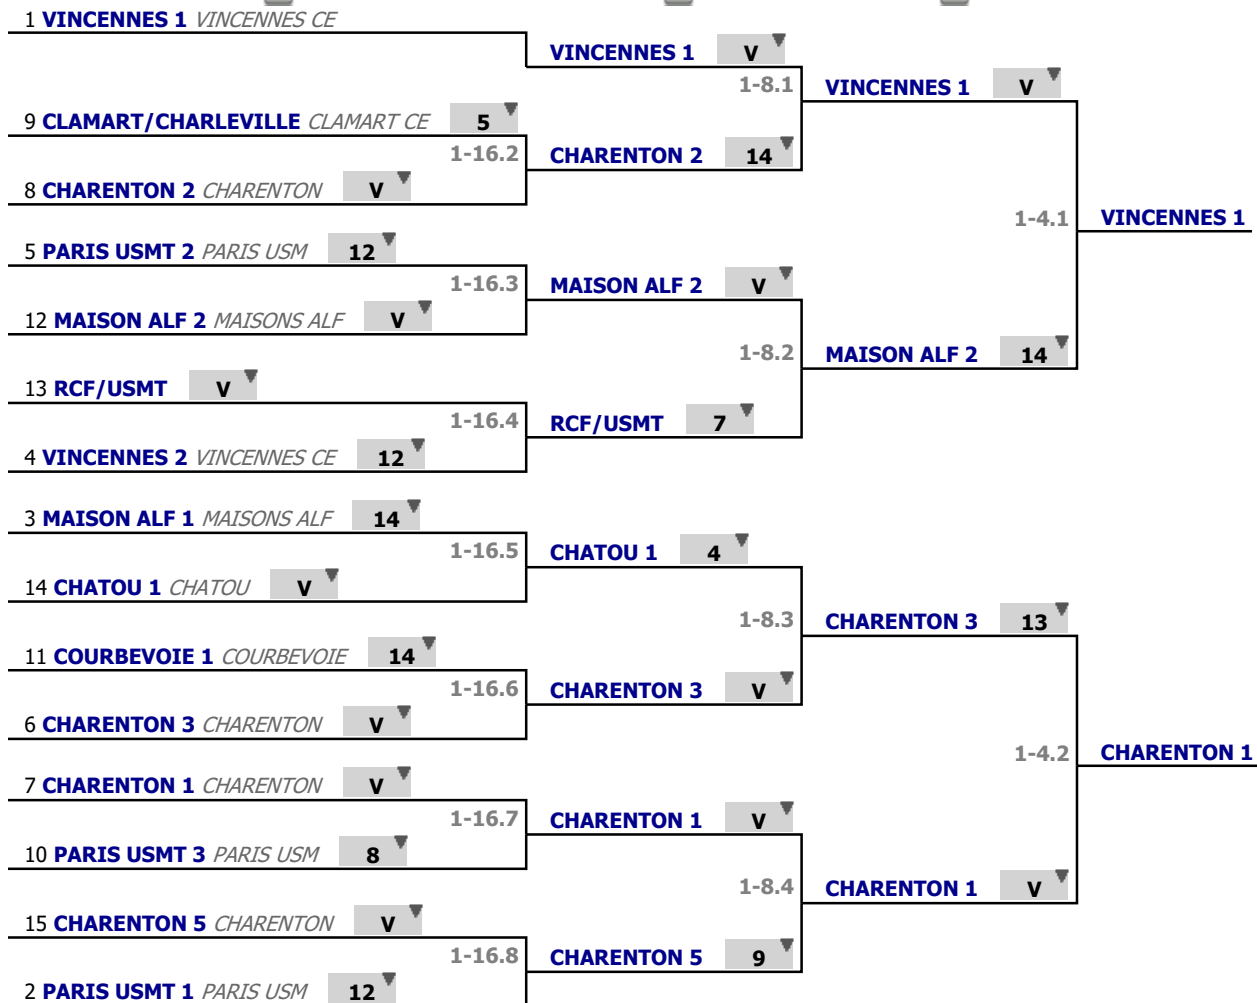 1 VINCENNES 1 VINCENNES CE
VINCENNES 1 V
1-8.1
VINCENNES 1 V
9 CLAMART/CHARLEVILLE CLAMART CE 5
1-16.2
CHARENTON 2 14
8 CHARENTON 2 CHARENTON V
1-4.1
VINCENNES 1
5 PARIS USMT 2 PARIS USM 12
1-16.3
MAISON ALF 2 V
12 MAISON ALF 2 MAISONS ALF V
1-8.2
MAISON ALF 2 14
13 RCF/USMT V
1-16.4
RCF/USMT 7
4 VINCENNES 2 VINCENNES CE 12
3 MAISON ALF 1 MAISONS ALF 14
1-16.5
CHATOU 1 4
14 CHATOU 1 CHATOU V
1-8.3
CHARENTON 3 13
11 COURBEVOIE 1 COURBEVOIE 14
1-16.6
CHARENTON 3 V
6 CHARENTON 3 CHARENTON V
1-4.2
CHARENTON 1
7 CHARENTON 1 CHARENTON V
1-16.7
CHARENTON 1 V
10 PARIS USMT 3 PARIS USM 8
1-8.4
CHARENTON 1 V
15 CHARENTON 5 CHARENTON V
1-16.8
CHARENTON 5 9
2 PARIS USMT 1 PARIS USM 12